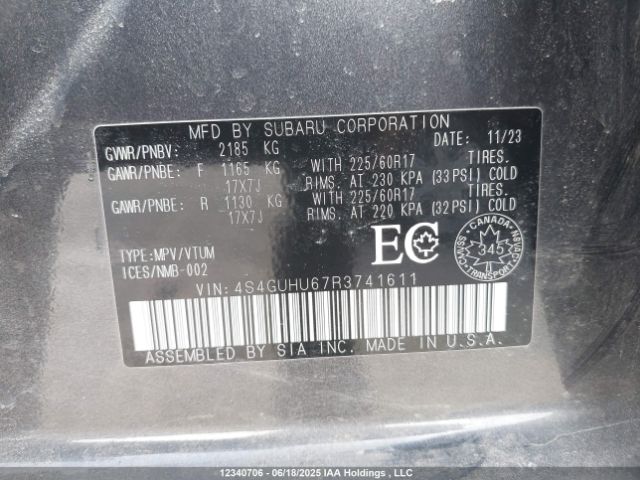 MFD BY SUBARU CORPORATION
GVWR/PNBV: 2185 KG DATE: 11/23
GAWR/PNBE: F 1165 KG WITH 225/60R17 TIRES.
17X7J RIMS. AT 230 KPA (33PSI) COLD
GAWR/PNBE: R 1130 KG WITH 225/60R17 TIRES.
17X7J RIMS. AT 220 KPA (32PSI) COLD
TYPE:MPV/VTUM
ICES/NMB-002
EC
CANADA
345
VIN:4S4GUHU67R3741611
ASSEMBLED BY SIA INC. MADE IN U.S.A.
12340706 - 06/18/2025 IAA Holdings , LLC